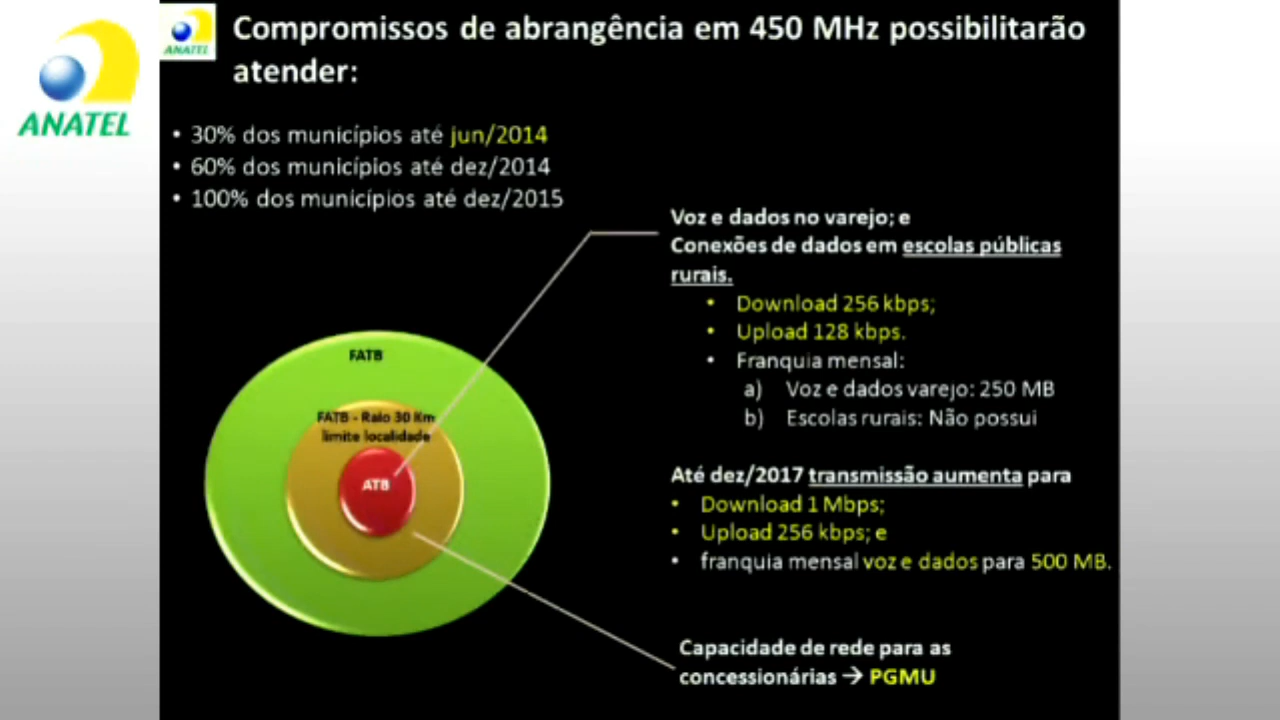 ANATEL
ANATEL
Compromissos de abrangência em 450 MHz possibilitarão
atender:
• 30% dos municípios até jun/2014
• 60% dos municípios até dez/2014
• 100% dos municípios até dez/2015
Voz e dados no varejo; e
Conexões de dados em escolas públicas
rurais.
• Download 256 kbps;
• Upload 128 kbps.
• Franquia mensal:
a) Voz e dados varejo: 250 MB
b) Escolas rurais: Não possui
FATB
FATB - Raio 30 Km
limite localidade
ATB
Até dez/2017 transmissão aumenta para
• Download 1 Mbps;
• Upload 256 kbps; e
• franquia mensal voz e dados para 500 MB.
Capacidade de rede para as
concessionárias → PGMU